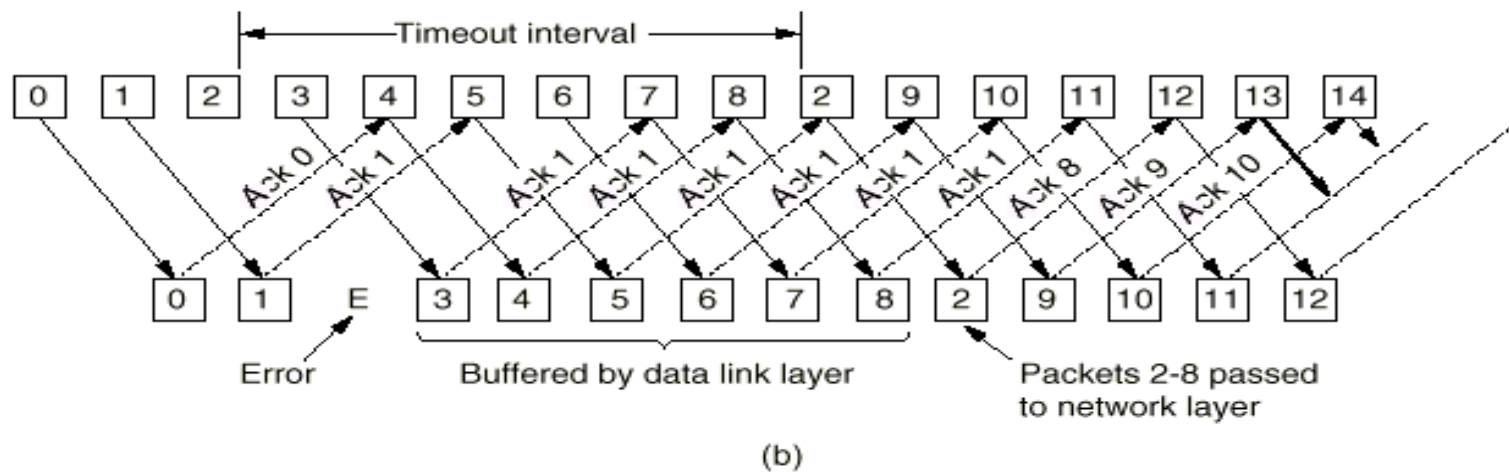 Timeout interval
0 1 2 3 4 5 6 7 8 2 9 10 11 12 13 14
Ack 0 Ack 1 Ack 1 Ack 1 Ack 1 Ack 1 Ack 1 Ack 1 Ack 8 Ack 9 Ack 10
0 1 E 3 4 5 6 7 8 2 9 10 11 12
Error Buffered by data link layer Packets 2-8 passed
to network layer
(b)